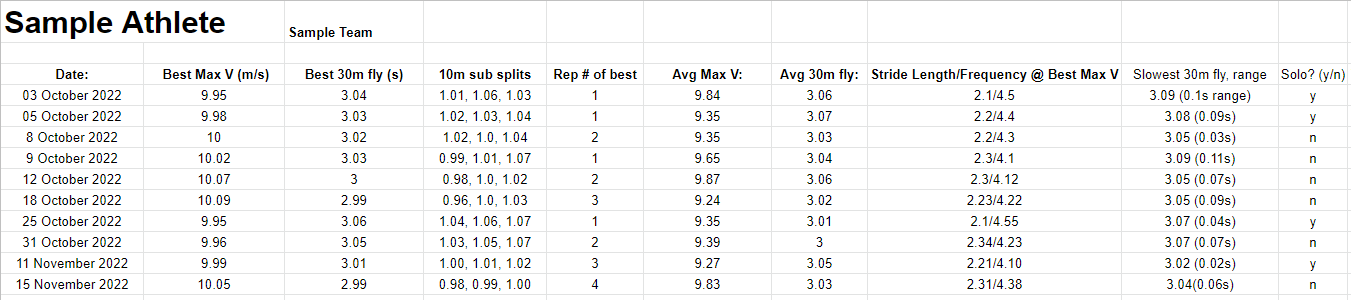 Sample Athlete
Sample Team
Date: Best Max V (m/s) Best 30m fly (s) 10m sub splits Rep # of best Avg Max V: Avg 30m fly: Stride Length/Frequency @ Best Max V Slowest 30m fly, range Solo? (y/n)
03 October 2022 9.95 3.04 1.01, 1.06, 1.03 1 9.84 3.06 2.1/4.5 3.09 (0.1s range) y
05 October 2022 9.98 3.03 1.02, 1.03, 1.04 1 9.35 3.07 2.2/4.4 3.08 (0.09s) y
8 October 2022 10 3.02 1.02, 1.0, 1.04 2 9.35 3.03 2.2/4.3 3.05 (0.03s) n
9 October 2022 10.02 3.03 0.99, 1.01, 1.07 1 9.65 3.04 2.3/4.1 3.09 (0.11s) n
12 October 2022 10.07 3 0.98, 1.0, 1.02 2 9.87 3.06 2.3/4.12 3.05 (0.07s) n
18 October 2022 10.09 2.99 0.96, 1.0, 1.03 3 9.24 3.02 2.23/4.22 3.05 (0.09s) n
25 October 2022 9.95 3.06 1.04, 1.06, 1.07 1 9.35 3.01 2.1/4.55 3.07 (0.04s) y
31 October 2022 9.96 3.05 1.03, 1.05, 1.07 2 9.39 3 2.34/4.23 3.07 (0.07s) n
11 November 2022 9.99 3.01 1.00, 1.01, 1.02 3 9.27 3.05 2.21/4.10 3.02 (0.02s) y
15 November 2022 10.05 2.99 0.98, 0.99, 1.00 4 9.83 3.03 2.31/4.38 3.04(0.06s) n